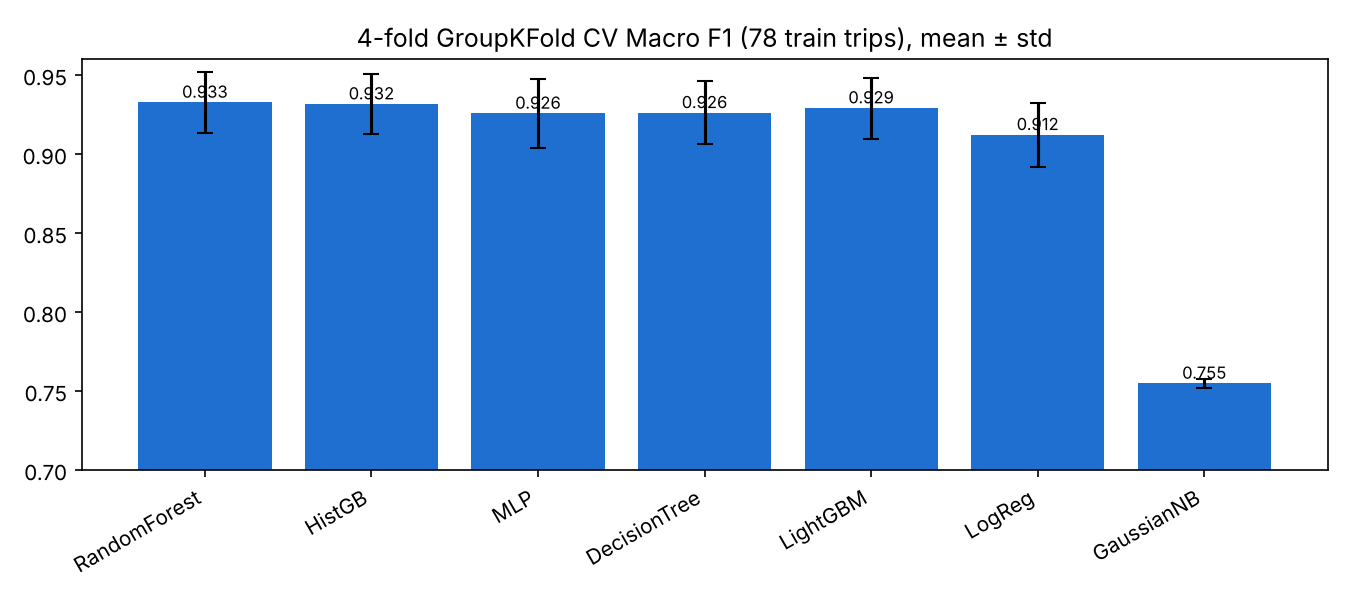 4-fold GroupKFold CV Macro F1 (78 train trips), mean ± std
0.95
0.90
0.85
0.80
0.75
0.70
0.933
0.932
0.926
0.926
0.929
0.912
0.755
RandomForest
HistGB
MLP
DecisionTree
LightGBM
LogReg
GaussianNB